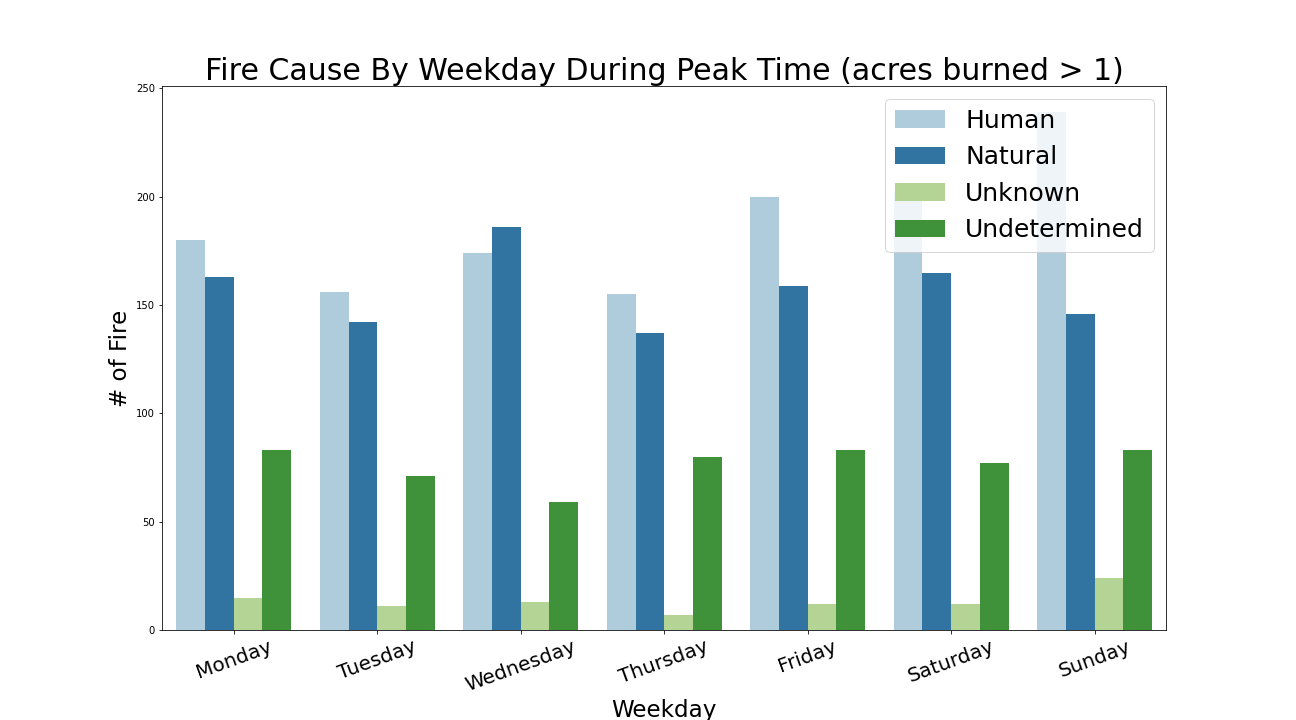 Fire Cause By Weekday During Peak Time (acres burned > 1)
250
200
150
100
50
0
# of Fire
Human
Natural
Unknown
Undetermined
Monday
Tuesday
Wednesday
Thursday
Friday
Saturday
Sunday
Weekday